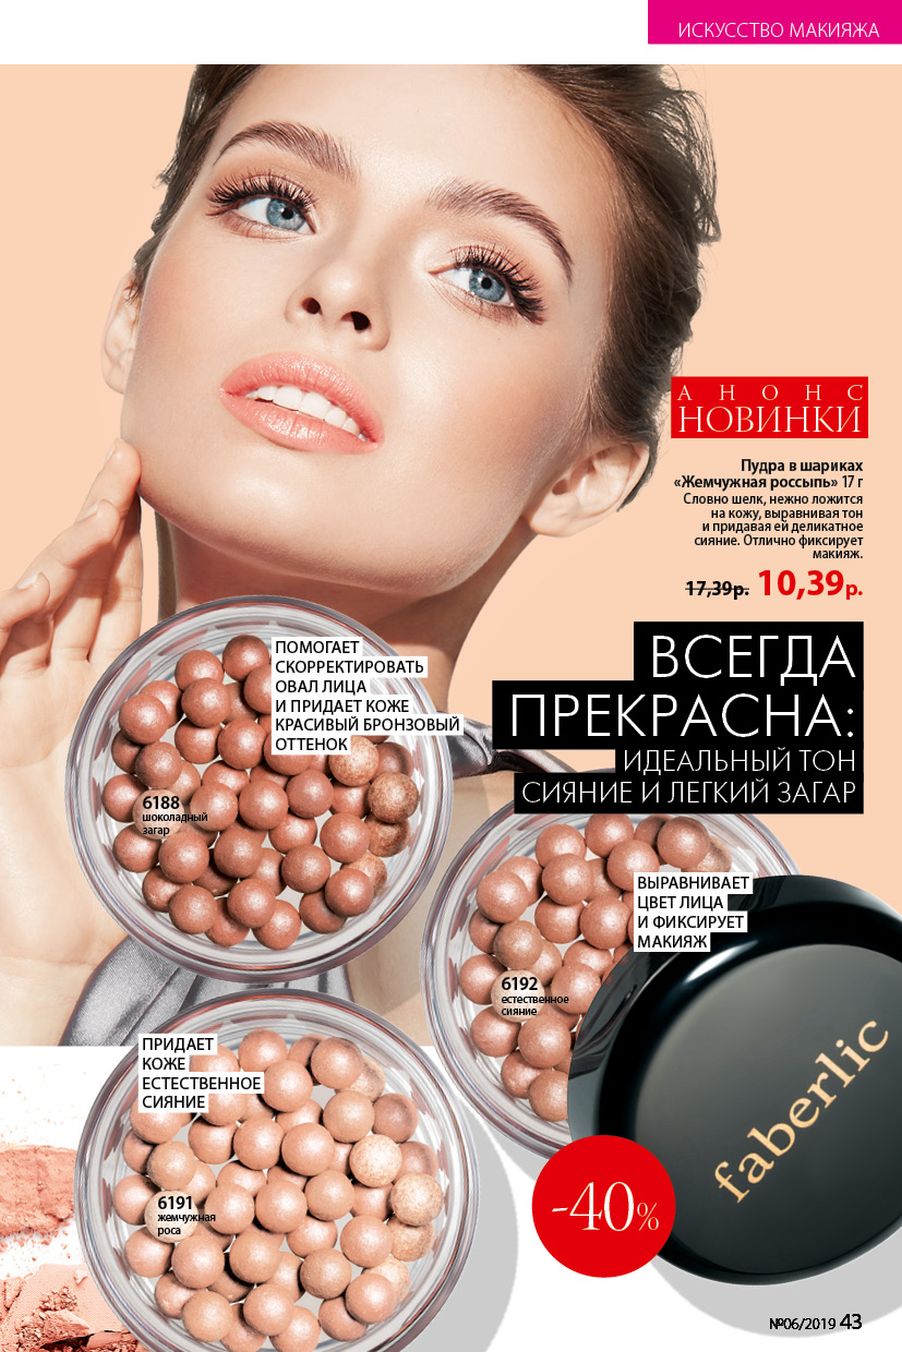 ИСКУССТВО МАКИЯЖА
АНОНС
НОВИНКИ
Пудра в шариках
«Жемчужная россыпь» 17 г
Словно шелк, нежно ложится
на кожу, выравнивая тон
и придавая ей деликатное
сияние. Отлично фиксирует
макияж.
17,39р. 10,39р.
ВСЕГДА
ПРЕКРАСНА:
ИДЕАЛЬНЫЙ ТОН
СИЯНИЕ И ЛЕГКИЙ ЗАГАР
ПОМОГАЕТ
СКОРРЕКТИРОВАТЬ
ОВАЛ ЛИЦА
И ПРИДАЕТ КОЖЕ
КРАСИВЫЙ БРОНЗОВЫЙ
ОТТЕНОК
6188
шоколадный
загар
ВЫРАВНИВАЕТ
ЦВЕТ ЛИЦА
И ФИКСИРУЕТ
МАКИЯЖ
6192
естественное
сияние
ПРИДАЕТ
КОЖЕ
ЕСТЕСТВЕННОЕ
СИЯНИЕ
6191
жемчужная
роса
faberlic
-40%
№06/2019 43